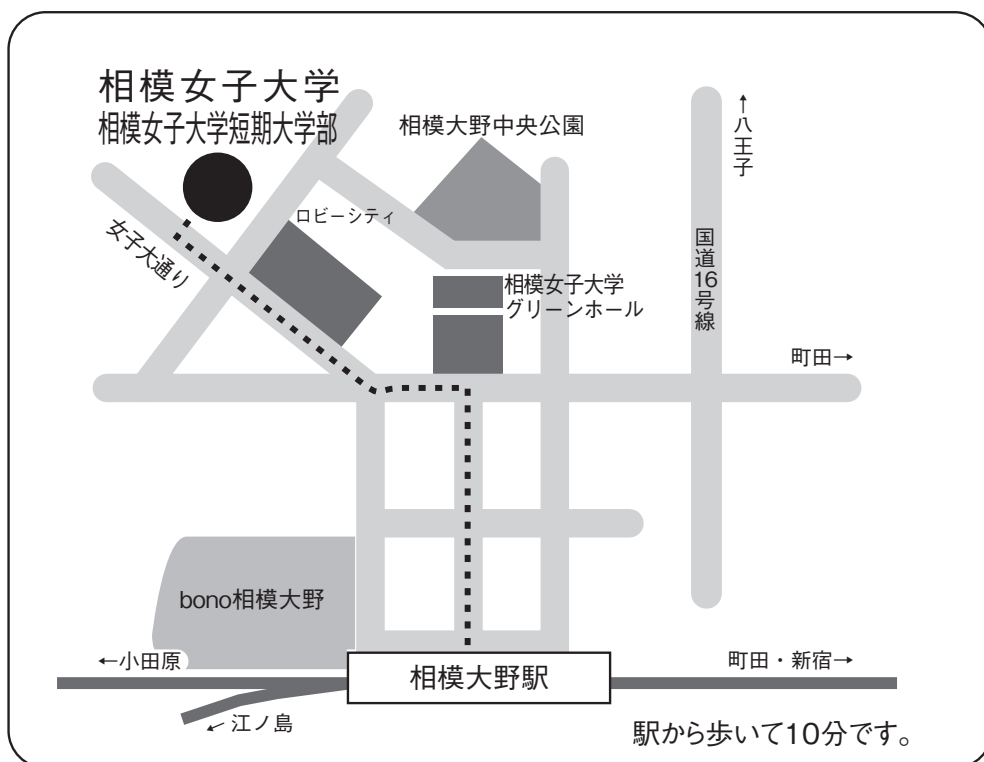 相模女子大学
相模女子大学短期大学部
相模大野中央公園
↑八王子
ロビーシティ
女子大通り
国道16号線
相模女子大学
グリーンホール
町田→
bono相模大野
←小田原
相模大野駅
町田・新宿→
←江ノ島
駅から歩いて10分です。